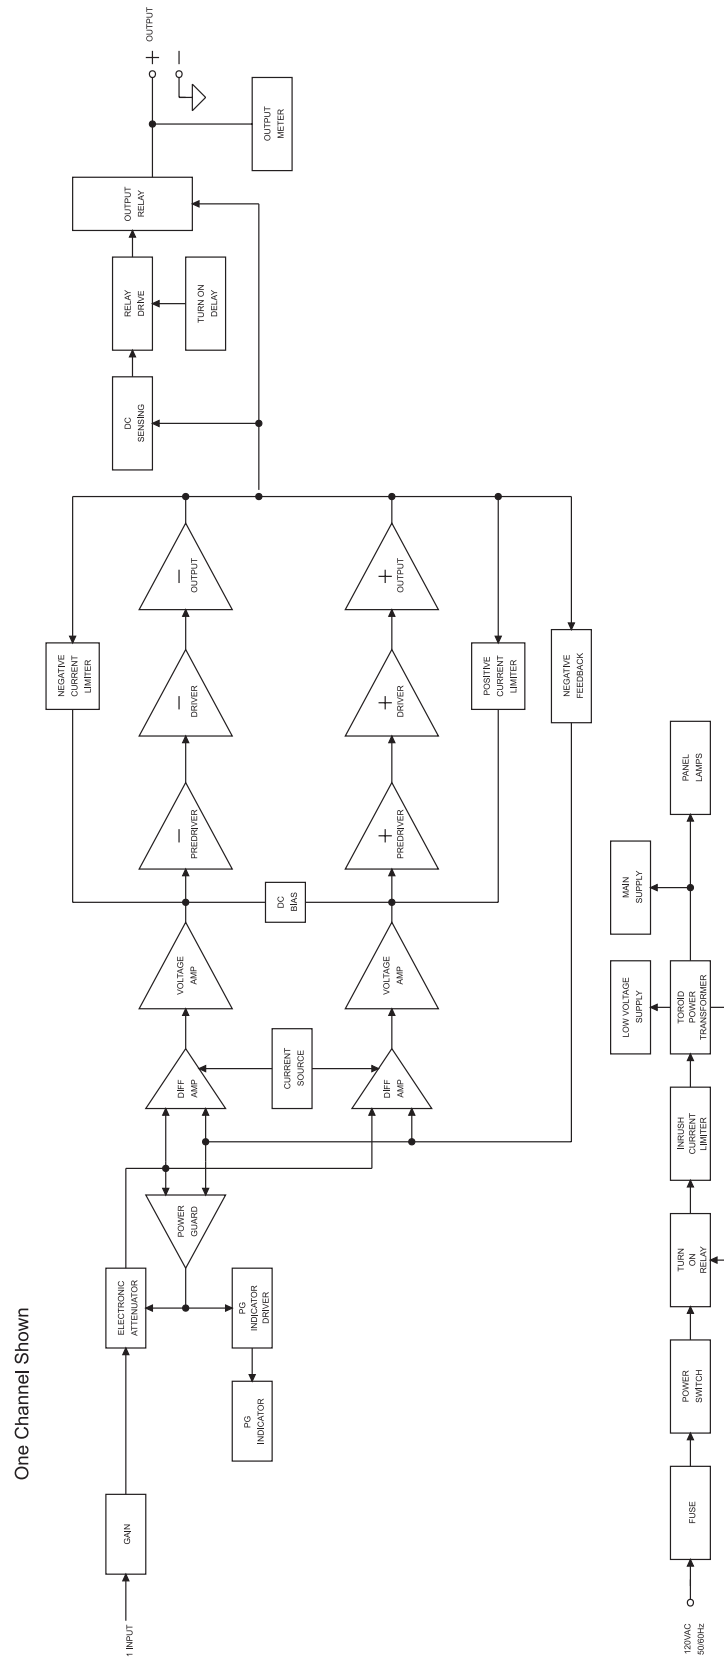 One Channel Shown
1 INPUT
GAIN
ELECTRONIC
ATTENUATOR
POWER
GUARD
PG
INDICATOR
DRIVER
PG
INDICATOR
DIFF
AMP
CURRENT
SOURCE
DIFF
AMP
VOLTAGE
AMP
VOLTAGE
AMP
DC
BIAS
PREDRIVER
−
PREDRIVER
+
NEGATIVE
CURRENT
LIMITER
DRIVER
−
DRIVER
+
POSITIVE
CURRENT
LIMITER
NEGATIVE
FEEDBACK
OUTPUT
−
OUTPUT
+
DC
SENSING
RELAY
DRIVE
TURN ON
DELAY
OUTPUT
RELAY
OUTPUT
METER
+
−
OUTPUT
120VAC
50/60Hz
FUSE
POWER
SWITCH
TURN
ON
RELAY
INRUSH
CURRENT
LIMITER
TOROID
POWER
TRANSFORMER
LOW VOLTAGE
SUPPLY
MAIN
SUPPLY
PANEL
LAMPS